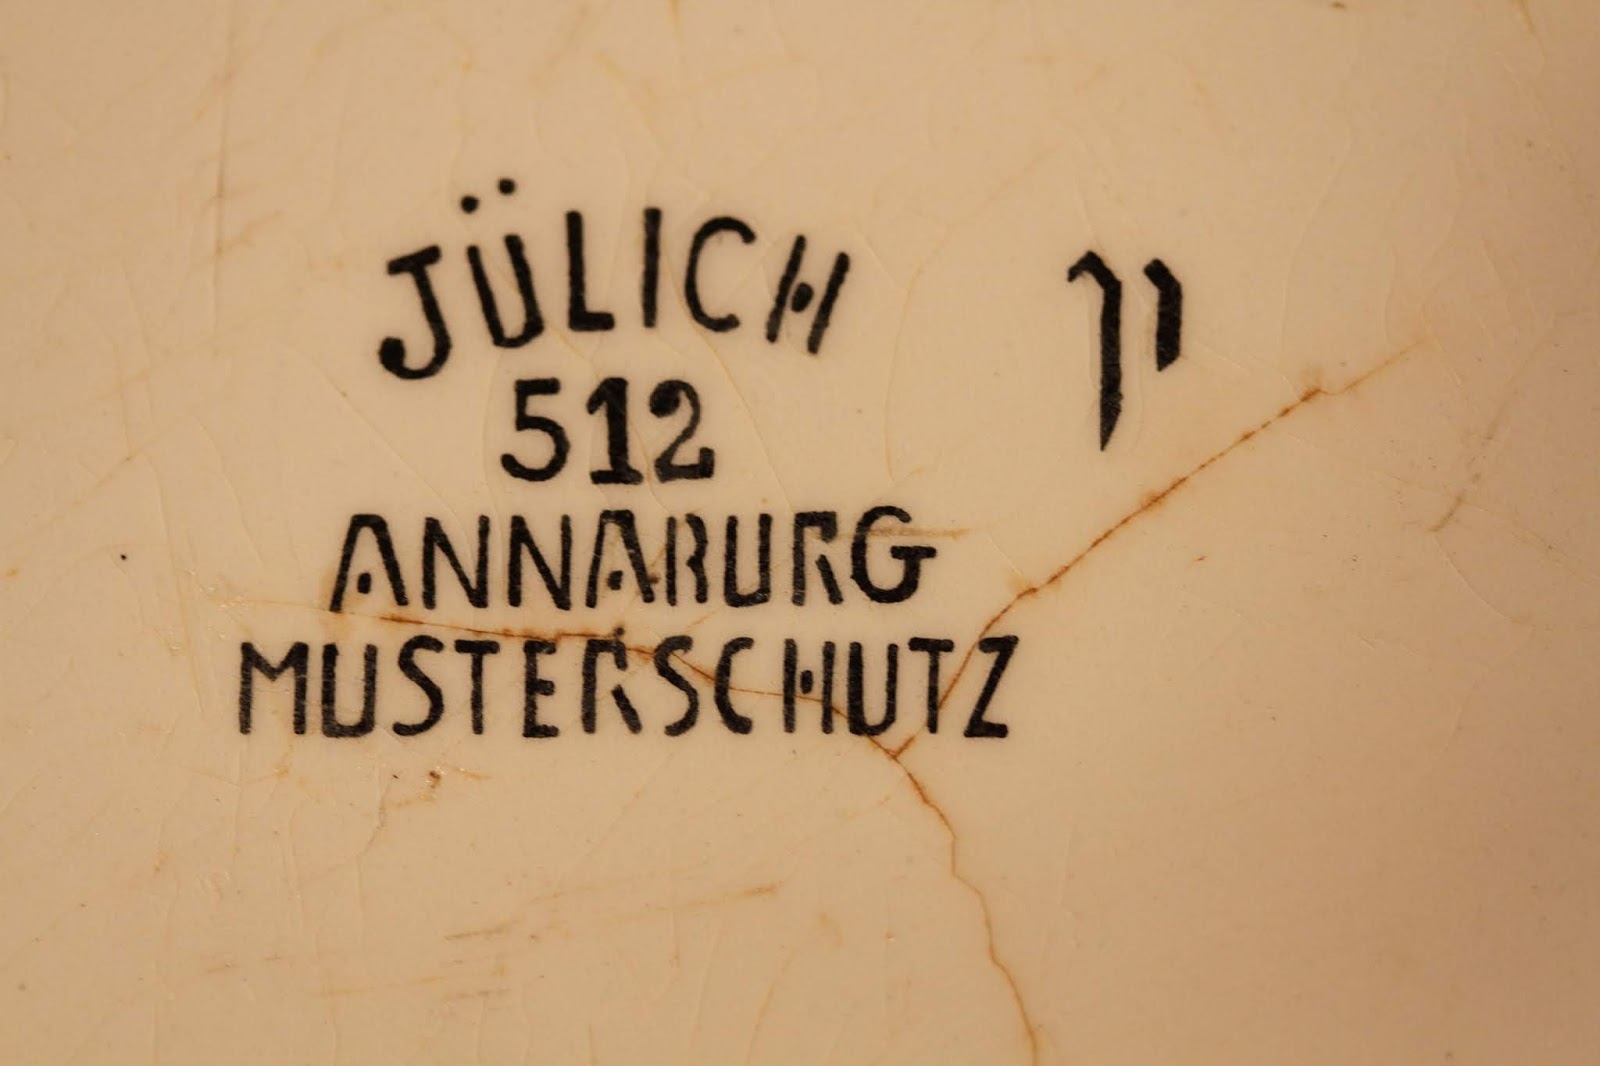 JÜLICH
512
ANNABURG
MUSTERSCHUTZ